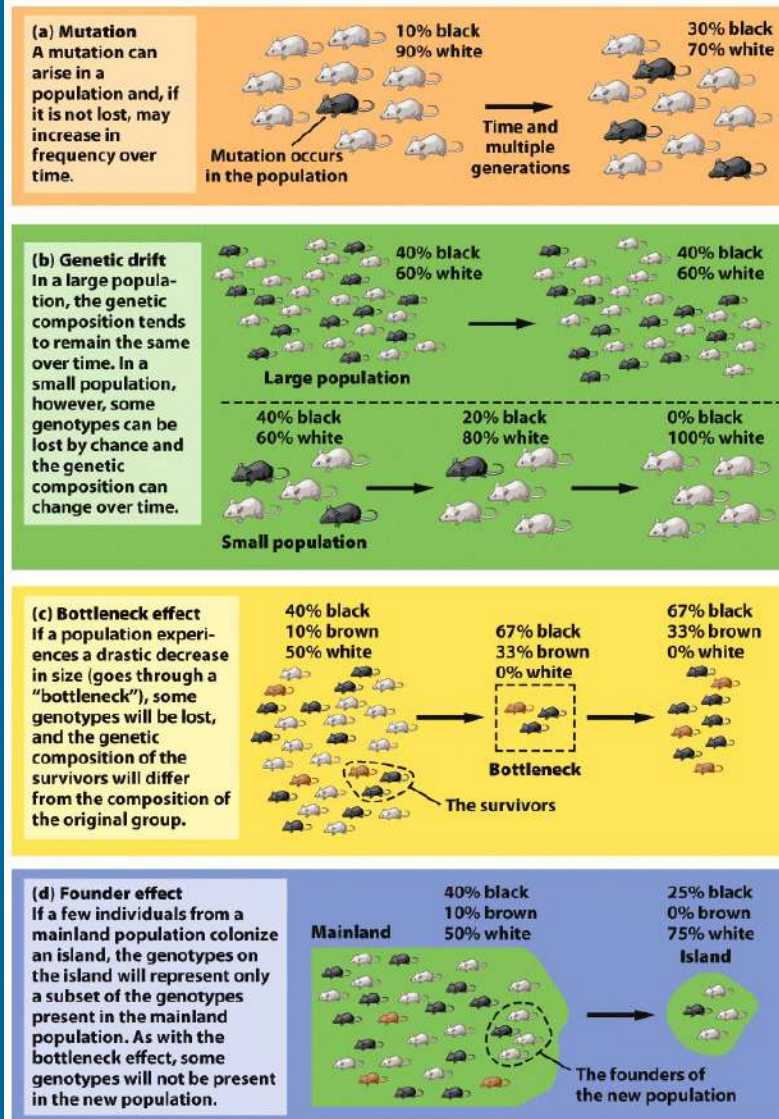 (a) Mutation
A mutation can
arise in a
population and, if
it is not lost, may
increase in
frequency over
time.
10% black
90% white
Mutation occurs
in the population
Time and
multiple
generations
30% black
70% white
(b) Genetic drift
In a large popula-
tion, the genetic
composition tends
to remain the same
over time. In a
small population,
however, some
genotypes can be
lost by chance and
the genetic
composition can
change over time.
40% black
60% white
Large population
40% black
60% white
40% black
60% white
Small population
20% black
80% white
0% black
100% white
(c) Bottleneck effect
If a population experi-
ences a drastic decrease
in size (goes through a
“bottleneck”), some
genotypes will be lost,
and the genetic
composition of the
survivors will differ
from the composition of
the original group.
40% black
10% brown
50% white
The survivors
67% black
33% brown
0% white
Bottleneck
67% black
33% brown
0% white
(d) Founder effect
If a few individuals from a
mainland population colonize
an island, the genotypes on
the island will represent only
a subset of the genotypes
present in the mainland
population. As with the
bottleneck effect, some
genotypes will not be present
in the new population.
Mainland
40% black
10% brown
50% white
The founders of
the new population
25% black
0% brown
75% white
Island